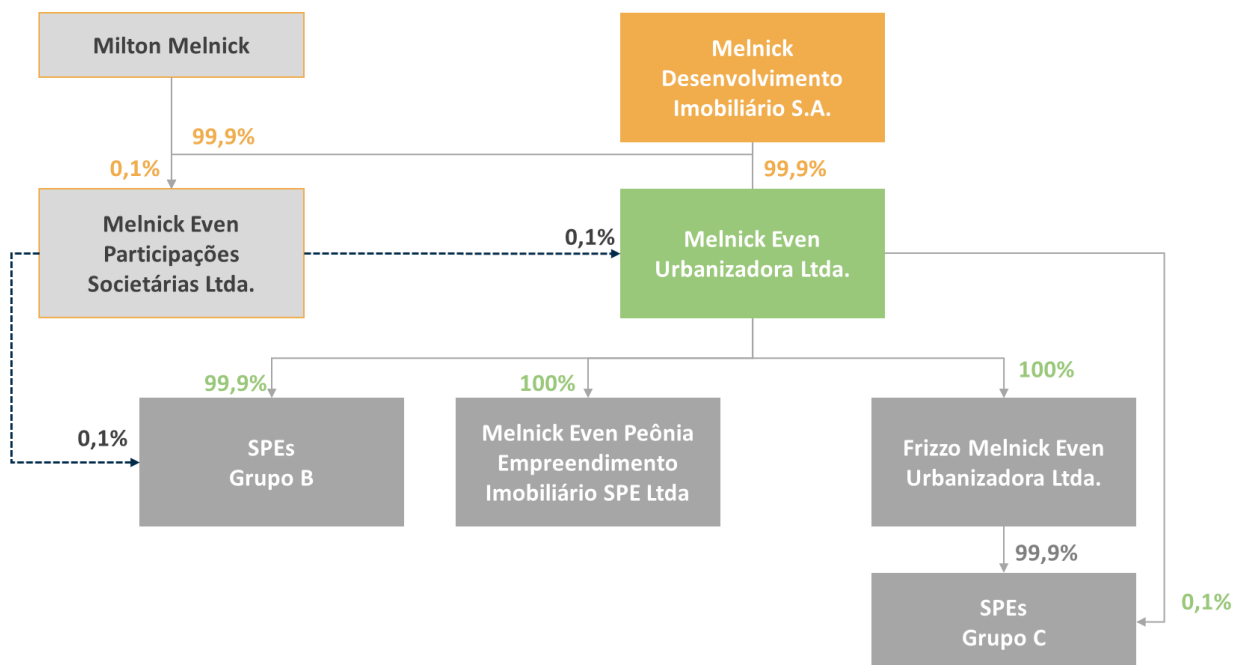 Milton Melnick
Melnick
Desenvolvimento
Imobiliário S.A.
99,9%
0,1%
99,9%
Melnick Even
Participações
Societárias Ltda.
0,1%
Melnick Even
Urbanizadora Ltda.
99,9%
100%
100%
0,1%
SPEs
Grupo B
Melnick Even Peônia
Empreendimento
Imobiliário SPE Ltda
Frizzo Melnick Even
Urbanizadora Ltda.
99,9%
0,1%
SPEs
Grupo C